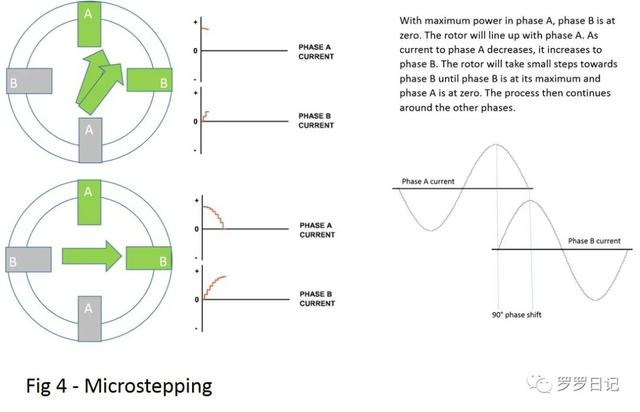 A
B
B
A
+
0
-
PHASE A
CURRENT
+
0
-
PHASE B
CURRENT
A
B
B
A
+
0
-
PHASE A
CURRENT
+
0
-
PHASE B
CURRENT
With maximum power in phase A, phase B is at
zero. The rotor will line up with phase A. As
current to phase A decreases, it increases to
phase B. The rotor will take small steps towards
phase B until phase B is at its maximum and
phase A is at zero. The process then continues
around the other phases.
Phase A current
Phase B current
90° phase shift
Fig 4 - Microstepping
罗罗日记